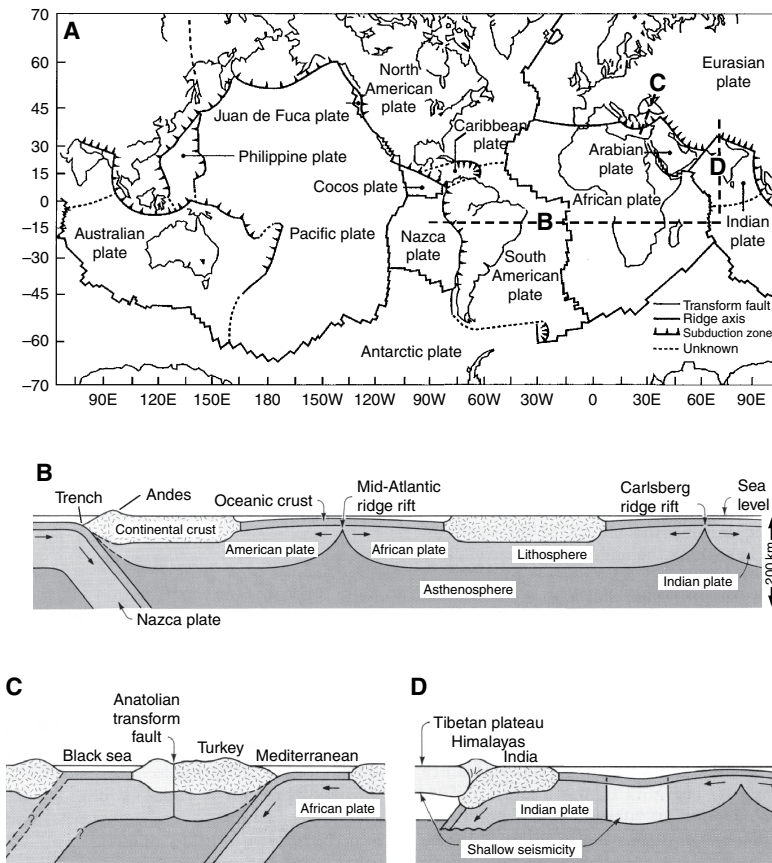 A
70
60
45
30
15
0
–15
–30
–45
–60
–70
North
American
plate
Eurasian
plate
C
Juan de Fuca plate
Caribbean
plate
Philippine plate
Arabian
plate
D
Cocos plate
African plate
B
Australian
plate
Pacific plate
Nazca
plate
South
American
plate
Indian
plate
Transform fault
Ridge axis
Subduction zone
Unknown
Antarctic plate
90E 120E 150E 180 150W 120W 90W 60W 30W 0 30E 60E 90E
B
Trench
Andes
Oceanic crust
Mid-Atlantic
ridge rift
Carlsberg
ridge rift
Sea
level
Continental crust
American plate
African plate
Lithosphere
Indian plate
200 km
Asthenosphere
Nazca plate
C
Anatolian
transform
fault
Black sea
Turkey
Mediterranean
African plate
?
?
D
Tibetan plateau
Himalayas
India
Indian plate
Shallow seismicity